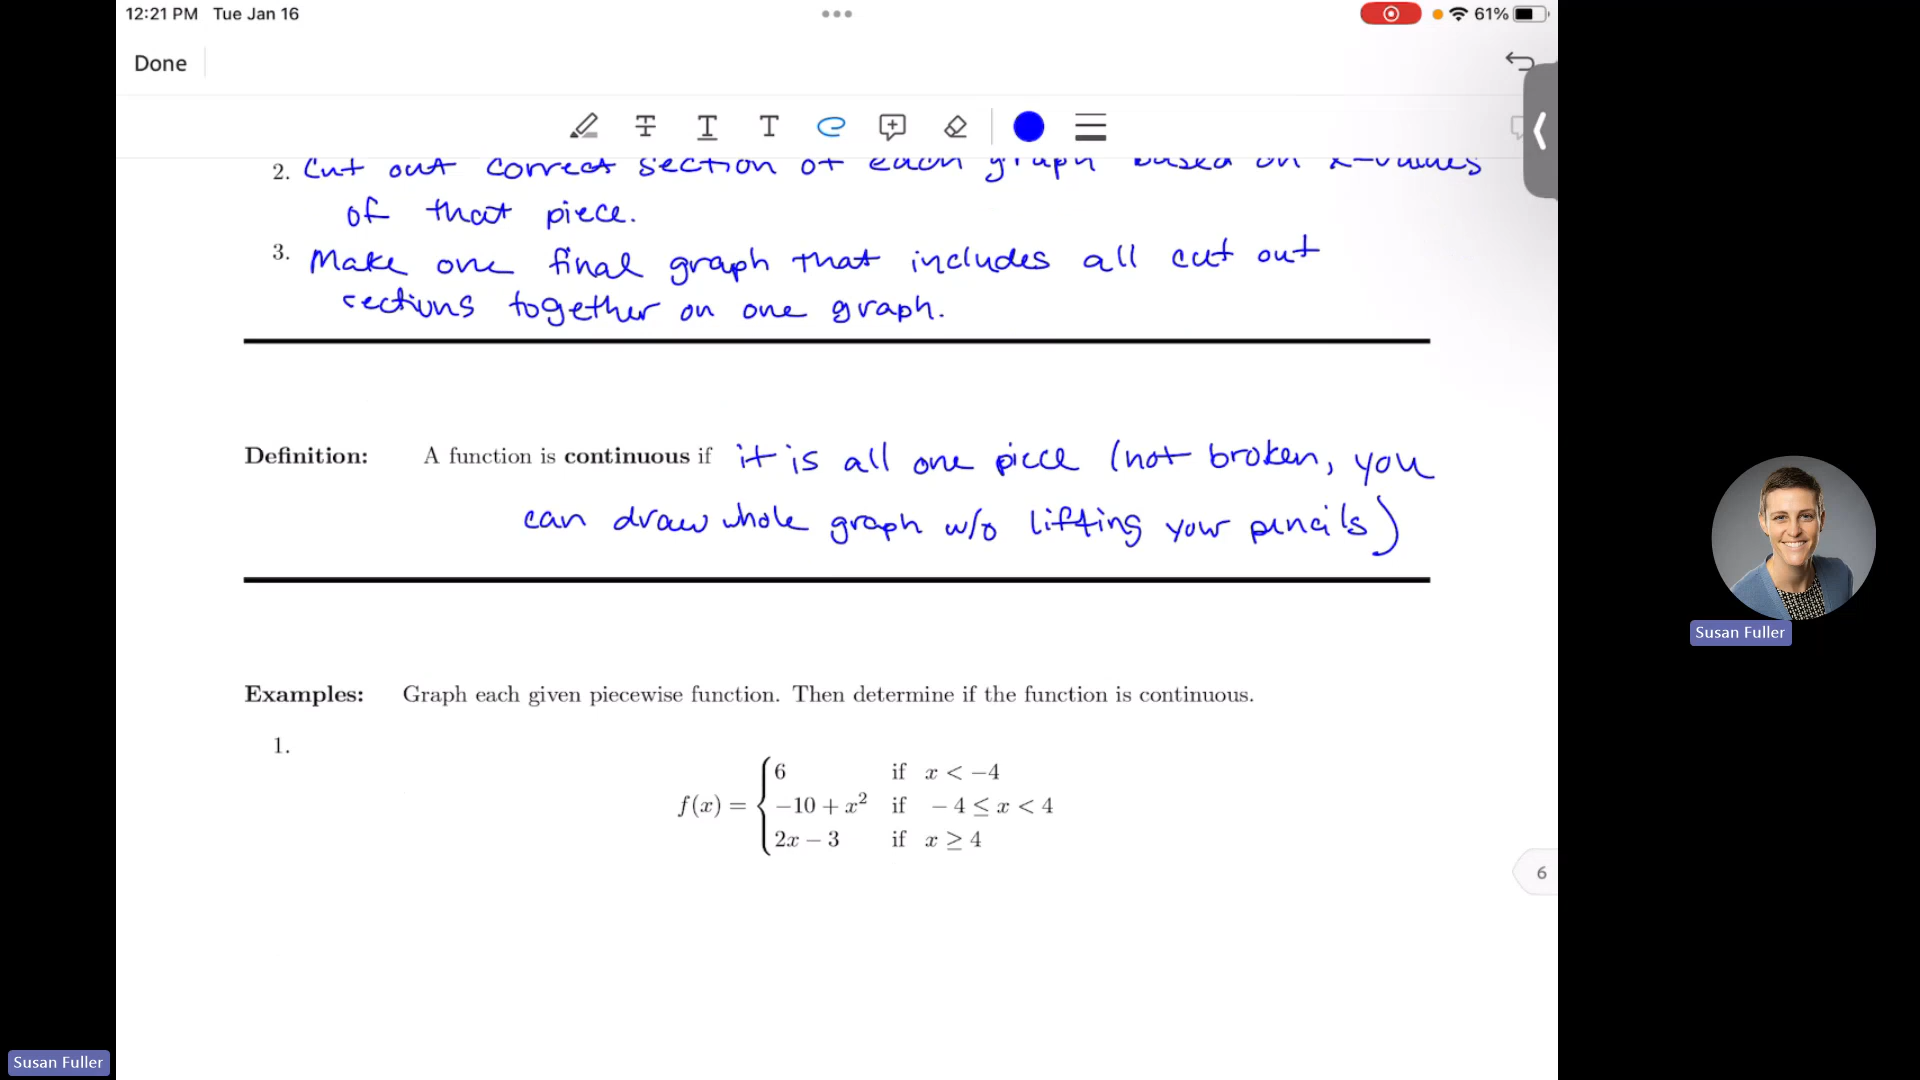 12:21 PM Tue Jan 16
61%
Done
2. Cut out correct section of each graph based on x-values
of that piece.
3. Make one final graph that includes all cut out
sections together on one graph.
Definition: A function is continuous if it is all one piece (not broken, you
can draw whole graph w/o lifting your pencils)
Examples: Graph each given piecewise function. Then determine if the function is continuous.
1.
6 if x < −4
f(x) = { −10 + x² if − 4 ≤ x < 4
2x − 3 if x ≥ 4
6
Susan Fuller
Susan Fuller